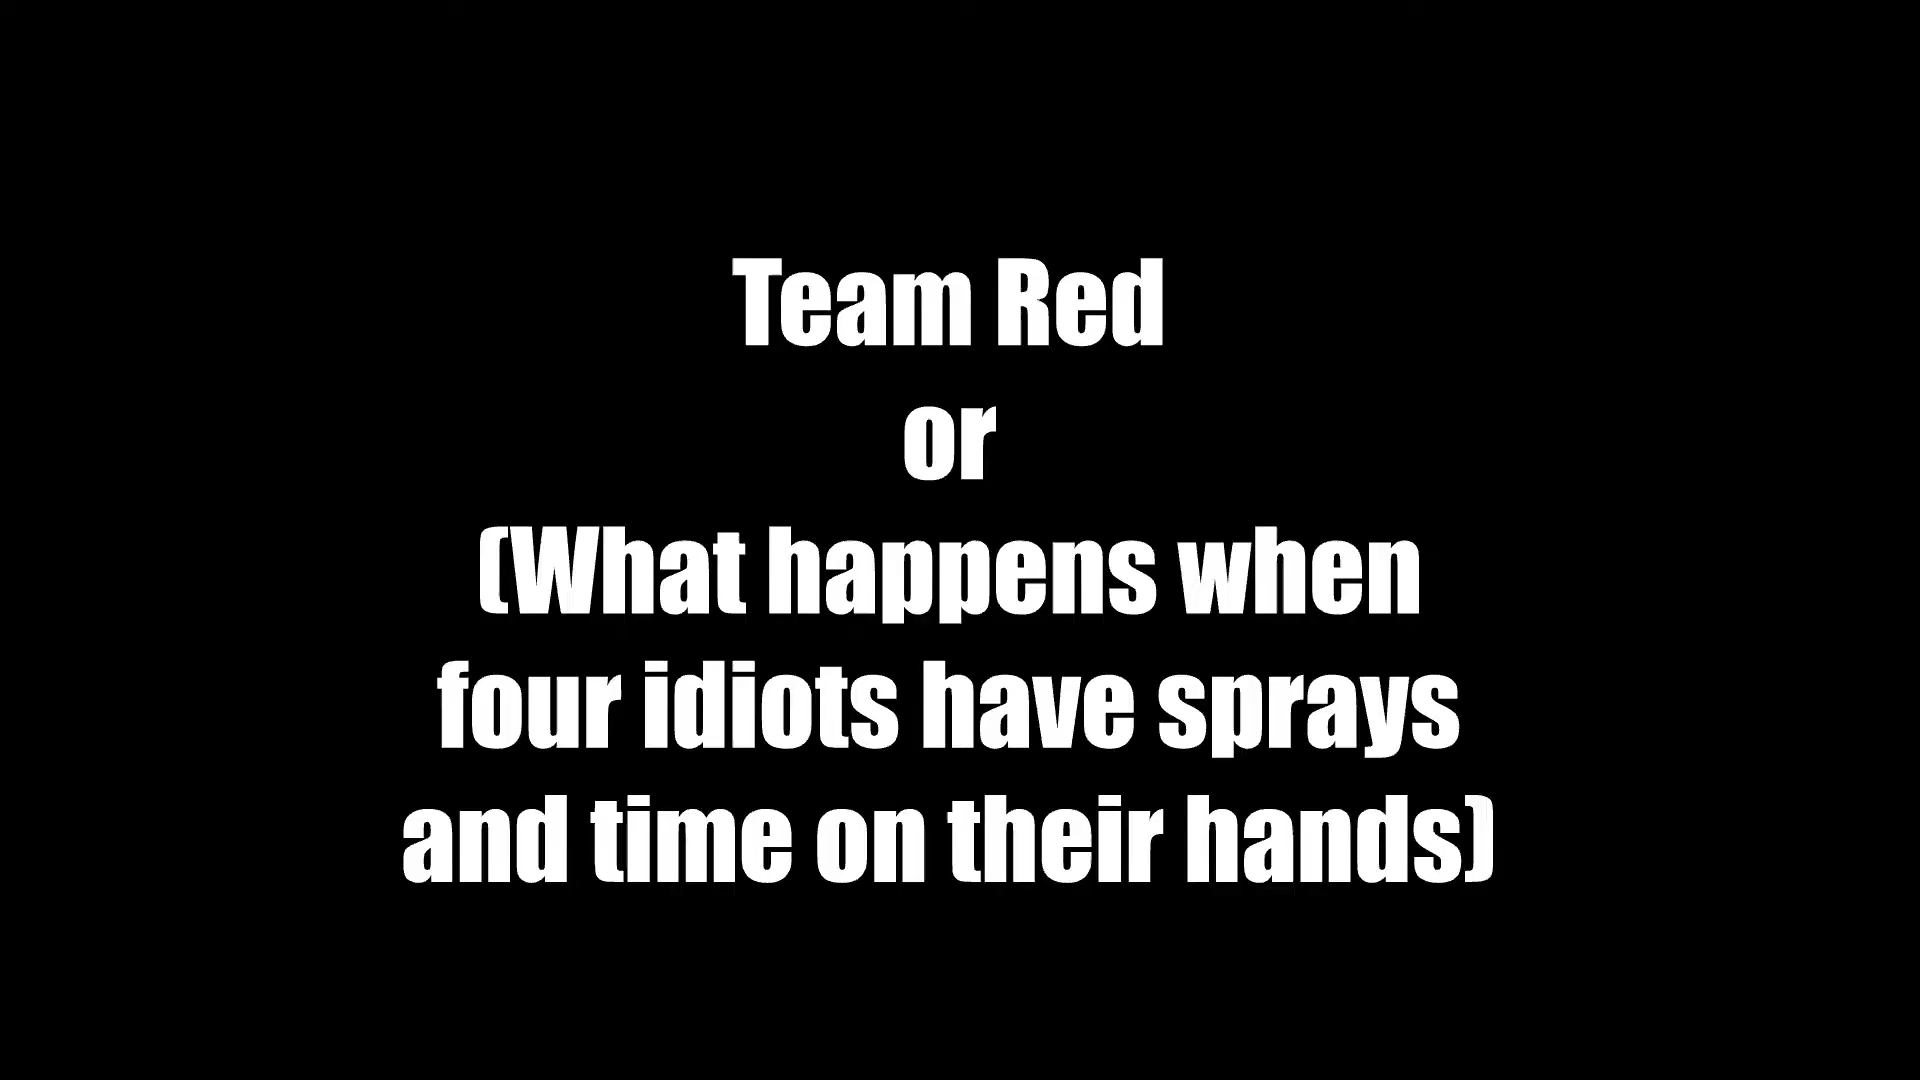 Team Red
or
(What happens when
four idiots have sprays
and time on their hands)